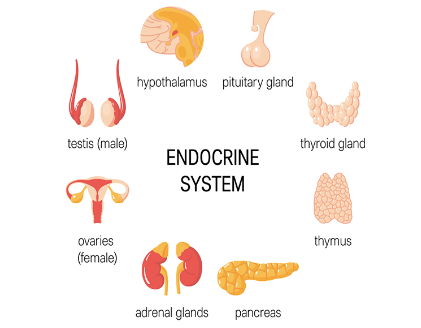 hypothalamus
pituitary gland
testis (male)
thyroid gland
ENDOCRINE
SYSTEM
ovaries
(female)
thymus
adrenal glands
pancreas